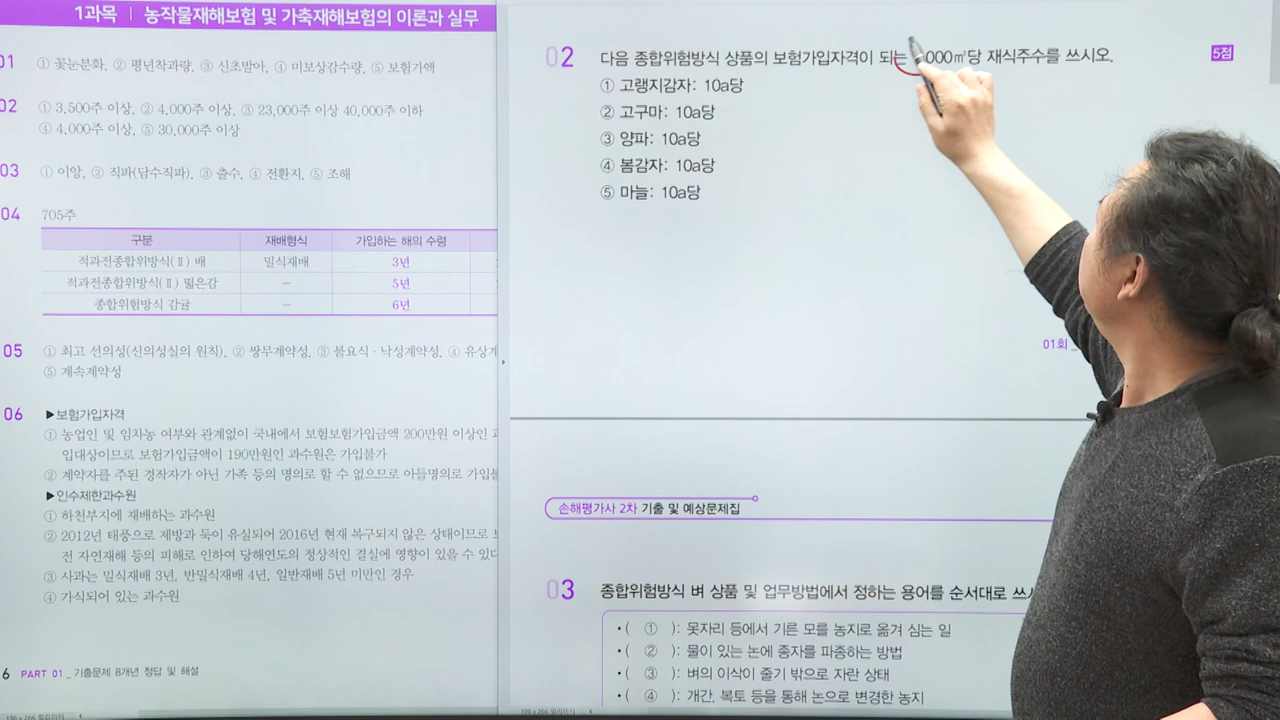 1과목 | 농작물재해보험 및 가축재해보험의 이론과 실무
01 ① 꽃눈분화, ② 평년착과량, ③ 신초발아, ④ 미보상감수량, ⑤ 보험가액
02 ① 3,500주 이상, ② 4,000주 이상, ③ 23,000주 이상 40,000주 이하
④ 4,000주 이상, ⑤ 30,000주 이상
03 ① 이앙, ② 직파(담수직파), ③ 출수, ④ 전환지, ⑤ 조해
04 705주
구분 재배형식 가입하는 해의 수령
적과전종합위방식(Ⅱ) 배 밀식재배 3년
적과전종합위방식(Ⅱ) 떫은감 - 5년
종합위험방식 감귤 - 6년
05 ① 최고 선의성(신의성실의 원칙), ② 쌍무계약성, ③ 불요식·낙성계약성, ④ 유상계
⑤ 계속계약성
06 ▶보험가입자격
① 농업인 및 임차농 여부와 관계없이 국내에서 보험보험가입금액 200만원 이상인 과
입대상이므로 보험가입금액이 190만원인 과수원은 가입불가
② 계약자를 주된 경작자가 아닌 가족 등의 명의로 할 수 없으므로 아들명의로 가입불
▶인수제한과수원
① 하천부지에 재배하는 과수원
② 2012년 태풍으로 제방과 둑이 유실되어 2016년 현재 복구되지 않은 상태이므로
전 자연재해 등의 피해로 인하여 당해연도의 정상적인 결실에 영향이 있을 수 있다
③ 사과는 밀식재배 3년, 반밀식재배 4년, 일반재배 5년 미만인 경우
④ 가식되어 있는 과수원
6 PART 01_기출문제 8개년 정답 및 해설
196 x 266 밀리미터
02 다음 종합위험방식 상품의 보험가입자격이 되는 000㎡당 재식주수를 쓰시오. 5점
① 고랭지감자: 10a당
② 고구마: 10a당
③ 양파: 10a당
④ 봄감자: 10a당
⑤ 마늘: 10a당
01회_
손해평가사 2차 기출 및 예상문제집
03 종합위험방식 벼 상품 및 업무방법에서 정하는 용어를 순서대로 쓰시
•( ① ): 못자리 등에서 기른 모를 농지로 옮겨 심는 일
•( ② ): 물이 있는 논에 종자를 파종하는 방법
•( ③ ): 벼의 이삭이 줄기 밖으로 자란 상태
•( ④ ): 개간, 복토 등을 통해 논으로 변경한 농지
196 x 266 밀리미터